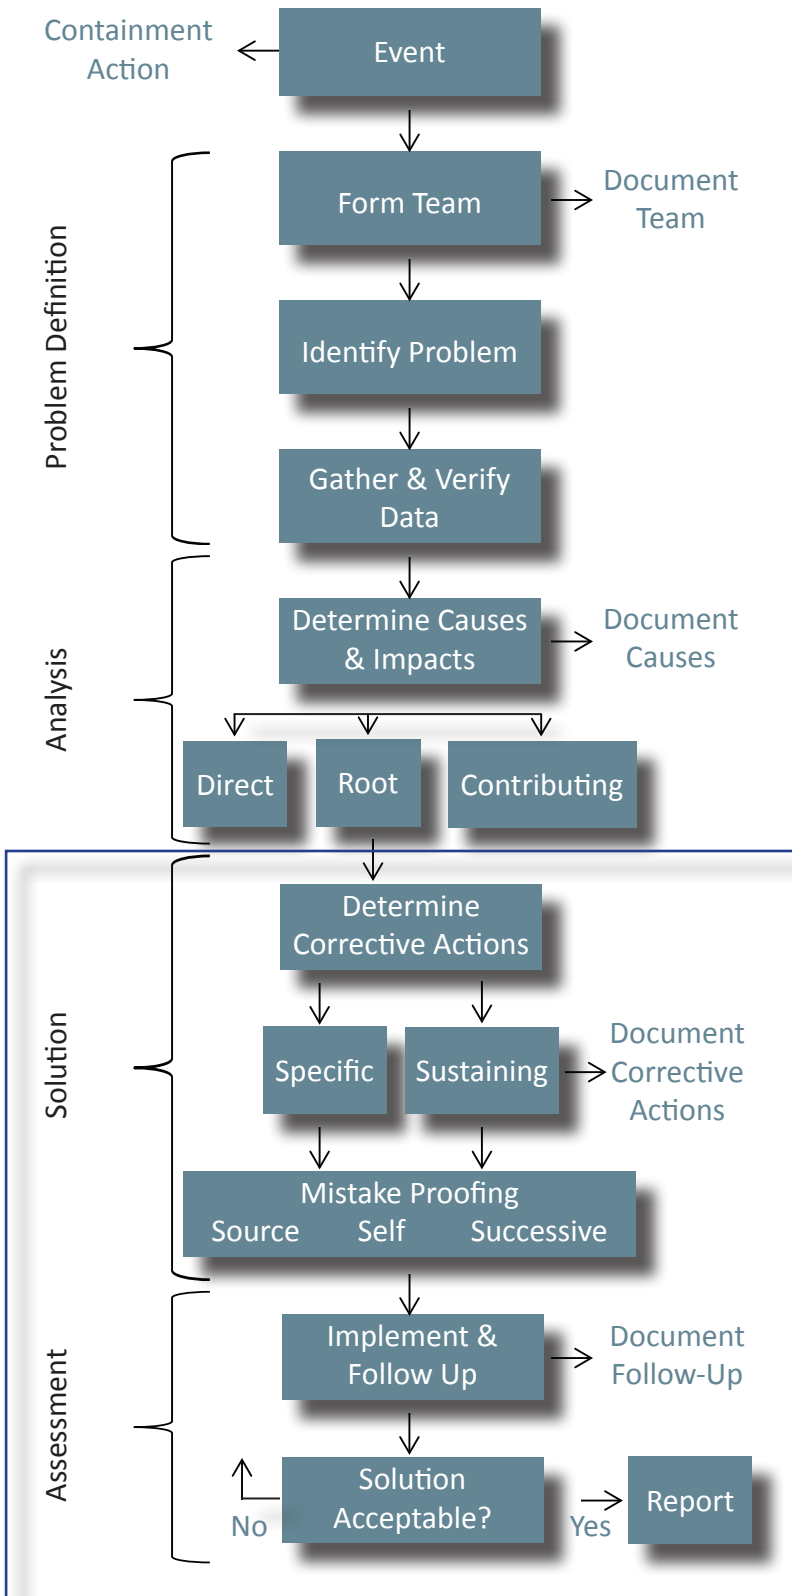 Containment
Action
Event
Problem Definition
Form Team
Document
Team
Identify Problem
Gather & Verify
Data
Analysis
Determine Causes
& Impacts
Document
Causes
Direct
Root
Contributing
Solution
Determine
Corrective Actions
Specific
Sustaining
Document
Corrective
Actions
Mistake Proofing
Source Self Successive
Assessment
Implement &
Follow Up
Document
Follow-Up
Solution
Acceptable?
No
Yes
Report